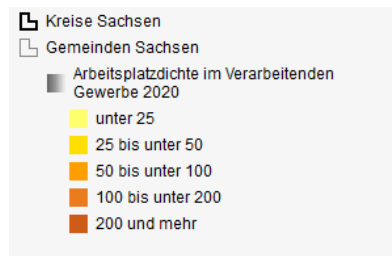 Kreise Sachsen
Gemeinden Sachsen
Arbeitsplatzdichte im Verarbeitenden
Gewerbe 2020
unter 25
25 bis unter 50
50 bis unter 100
100 bis unter 200
200 und mehr